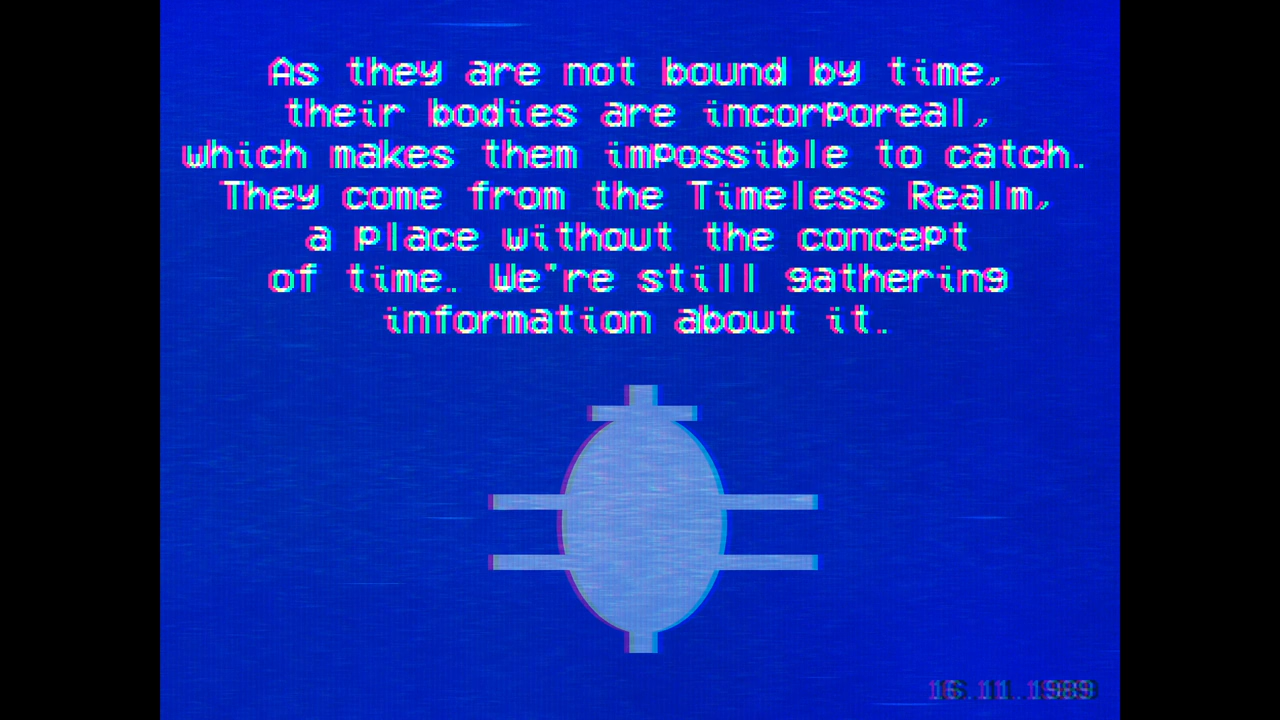 As they are not bound by time,
their bodies are incorporeal,
which makes them impossible to catch.
They come from the Timeless Realm,
a place without the concept
of time. We're still gathering
information about it.
16.11.1989